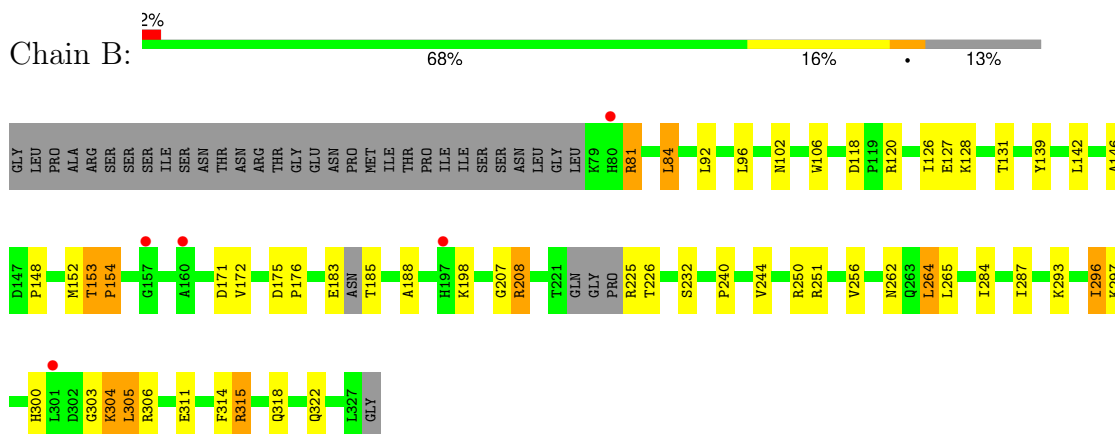 2%
Chain B:
68% 16% • 13%
GLY LEU PRO ALA ARG SER SER SER ILE SER ASN THR ASN ARG THR GLY GLU ASN PRO MET ILE THR PRO ILE ILE SER SER ASN LEU GLY LEU K79 H80 R81 L84 L92 L96 N102 W106 D118 P119 R120 I126 E127 K128 T131 Y139 L142 A146
D147 P148 M152 T153 P154 G157 A160 D171 V172 D175 P176 E183 ASN T185 A188 H197 K198 G207 R208 T221 GLN GLY PRO R225 T226 S232 P240 V244 R250 R251 V256 N262 Q263 L264 L265 I284 I287 K293 I296 K297
H300 L301 D302 G303 K304 L305 R306 E311 F314 R315 Q318 Q322 L327 GLY